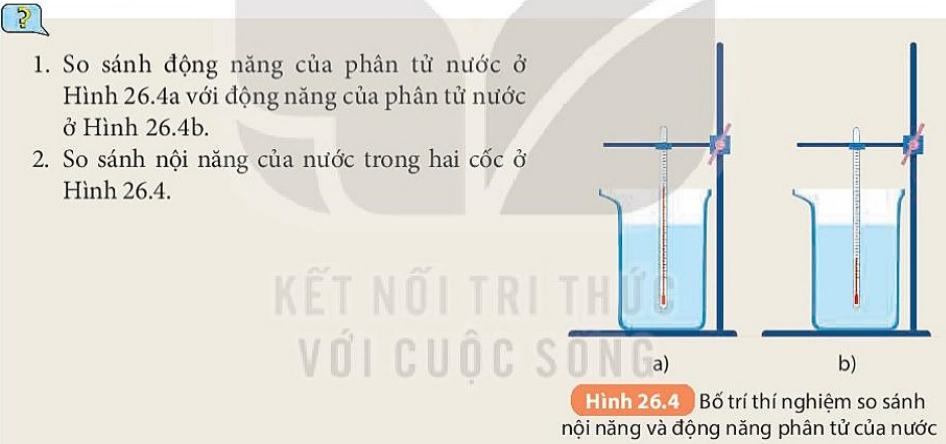 ?
1. So sánh động năng của phân tử nước ở
Hình 26.4a với động năng của phân tử nước
ở Hình 26.4b.
2. So sánh nội năng của nước trong hai cốc ở
Hình 26.4.
KẾT NỐI TRI THỨC
VỚI CUỘC SỐNG
a)
b)
Hình 26.4 Bố trí thí nghiệm so sánh
nội năng và động năng phân tử của nước